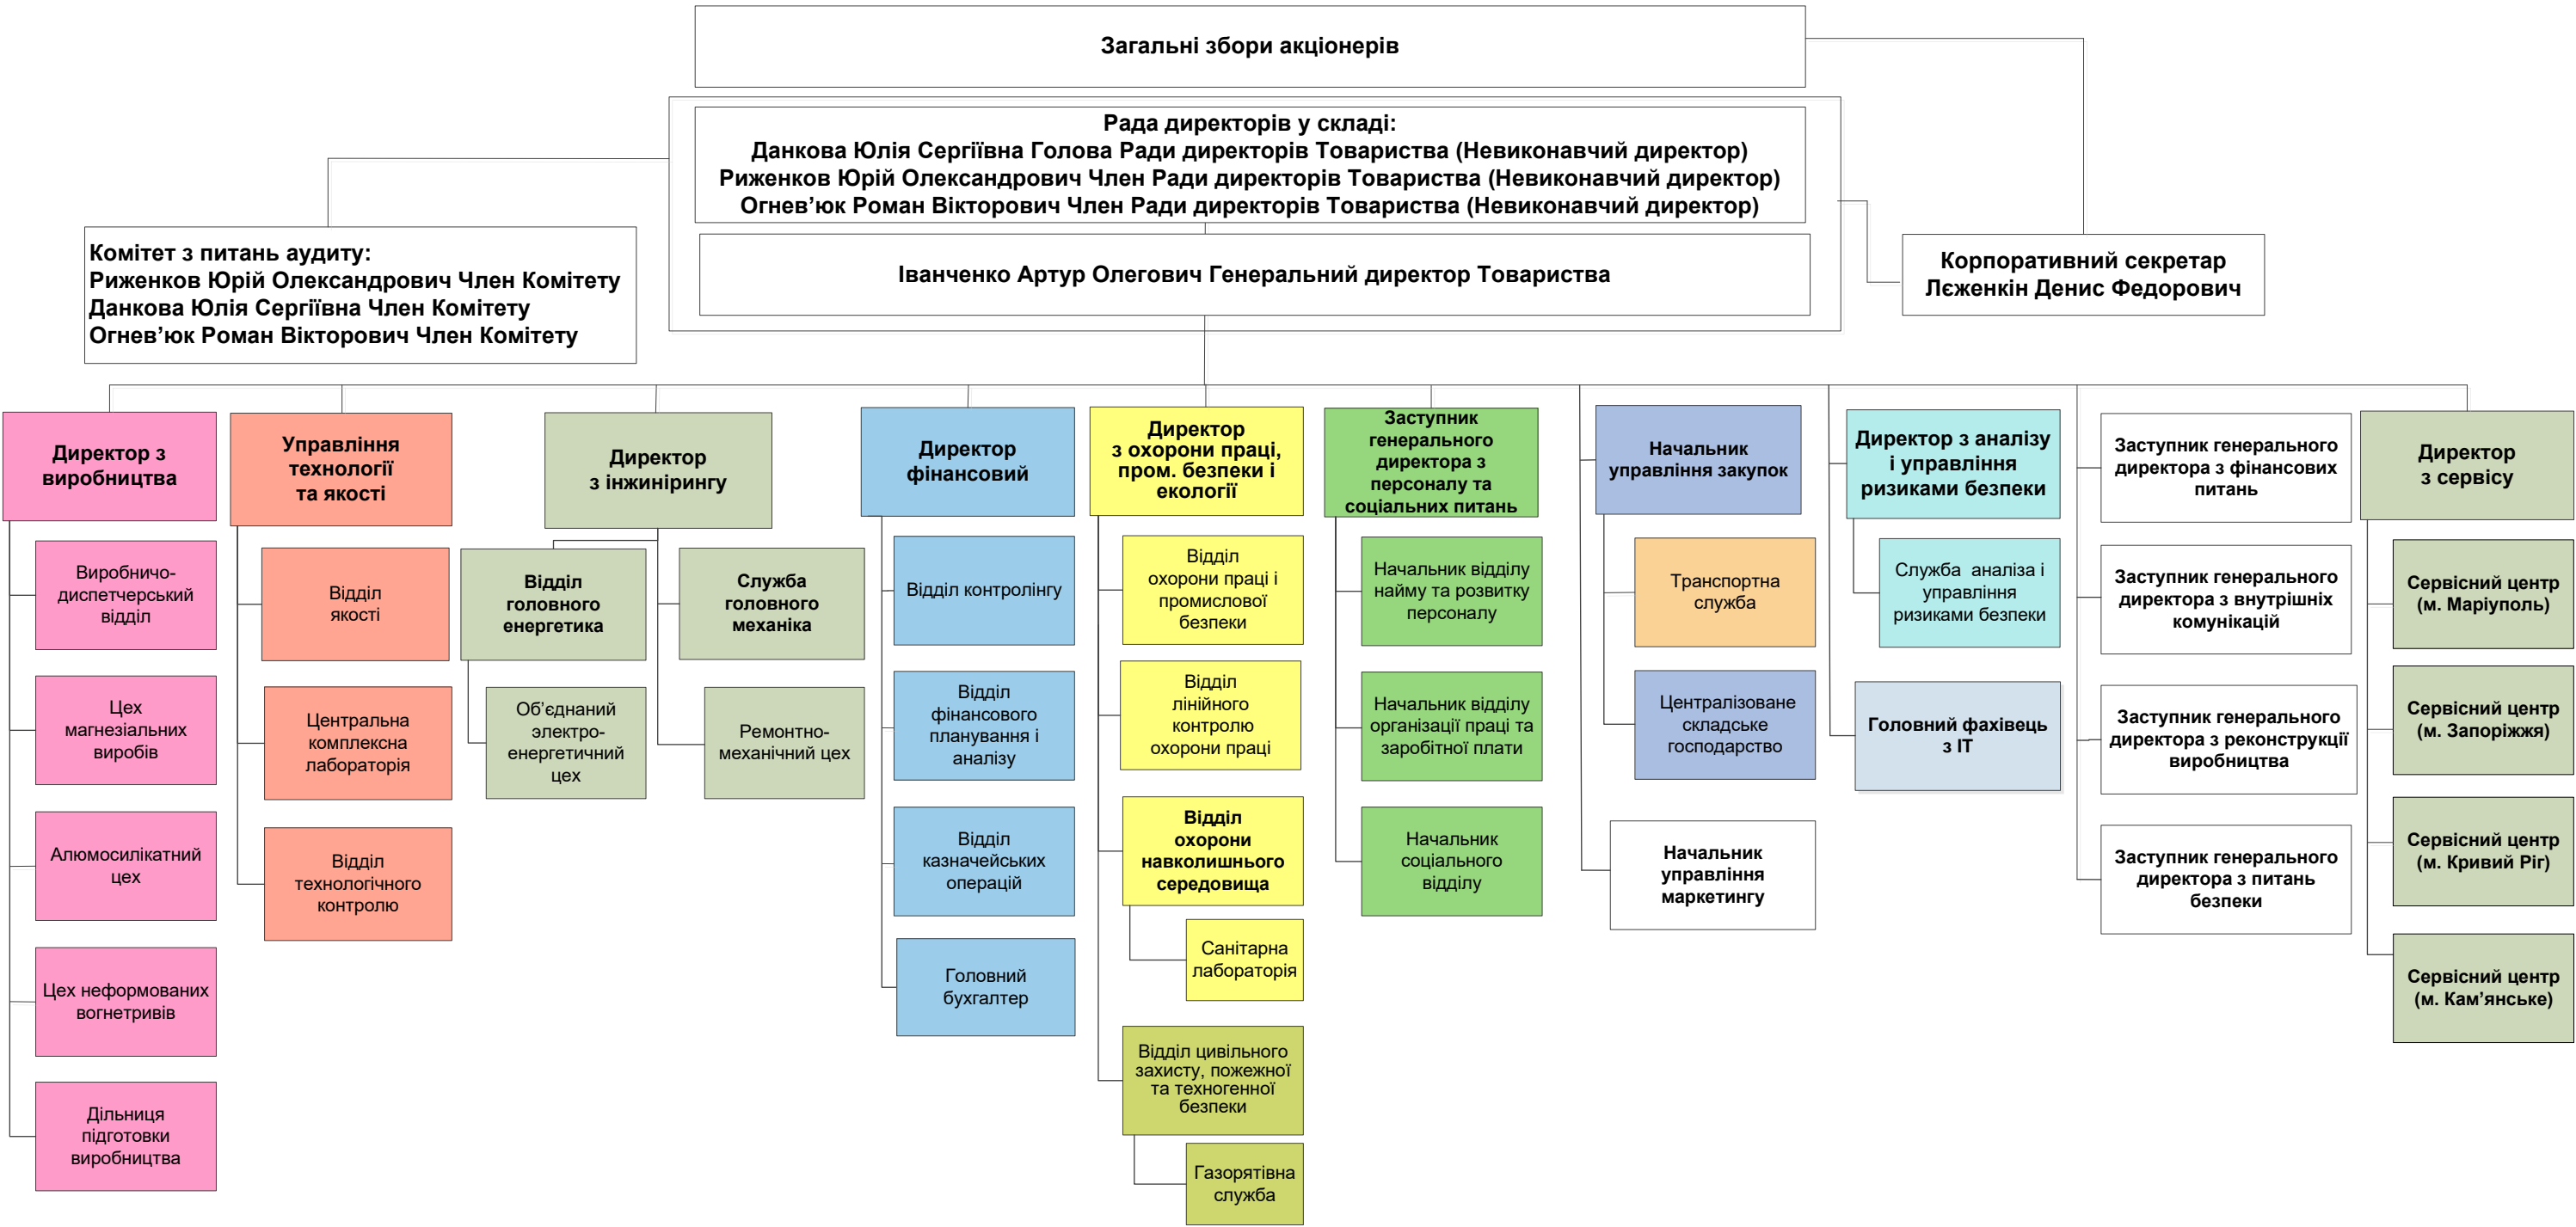 Загальні збори акціонерів
Рада директорів у складі:
Данкова Юлія Сергіївна Голова Ради директорів Товариства (Невиконавчий директор)
Риженков Юрій Олександрович Член Ради директорів Товариства (Невиконавчий директор)
Огнев’юк Роман Вікторович Член Ради директорів Товариства (Невиконавчий директор)
Іванченко Артур Олегович Генеральний директор Товариства
Комітет з питань аудиту:
Риженков Юрій Олександрович Член Комітету
Данкова Юлія Сергіївна Член Комітету
Огнев’юк Роман Вікторович Член Комітету
Корпоративний секретар
Лєженкін Денис Федорович
Директор з
виробництва
Виробничо-
диспетчерський
відділ
Цех
магнезіальних
виробів
Алюмосилікатний
цех
Цех неформованих
вогнетривів
Дільниця
підготовки
виробництва
Управління
технології
та якості
Відділ
якості
Центральна
комплексна
лабораторія
Відділ
технологічного
контролю
Директор
з інжинірингу
Відділ
головного
енергетика
Об’єднаний
электро-
енергетичний
цех
Служба
головного
механіка
Ремонтно-
механічний цех
Директор
фінансовий
Відділ контролінгу
Відділ
фінансового
планування і
аналізу
Відділ
казначейських
операцій
Головний
бухгалтер
Директор
з охорони праці,
пром. безпеки і
екології
Відділ
охорони праці і
промислової
безпеки
Відділ
лінійного
контролю
охорони праці
Відділ
охорони
навколишнього
середовища
Санітарна
лабораторія
Відділ цивільного
захисту, пожежної
та техногенної
безпеки
Газорятівна
служба
Заступник
генерального
директора з
персоналу та
соціальних питань
Начальник відділу
найму та розвитку
персоналу
Начальник відділу
організації праці та
заробітної плати
Начальник
соціального
відділу
Начальник
управління закупок
Транспортна
служба
Централізоване
складське
господарство
Начальник
управління
маркетингу
Директор з аналізу
і управління
ризиками безпеки
Служба аналіза і
управління
ризиками безпеки
Головний фахівець
з ІТ
Заступник генерального
директора з фінансових
питань
Заступник генерального
директора з внутрішніх
комунікацій
Заступник генерального
директора з реконструкції
виробництва
Заступник генерального
директора з питань
безпеки
Директор
з сервісу
Сервісний центр
(м. Маріуполь)
Сервісний центр
(м. Запоріжжя)
Сервісний центр
(м. Кривий Ріг)
Сервісний центр
(м. Кам’янське)